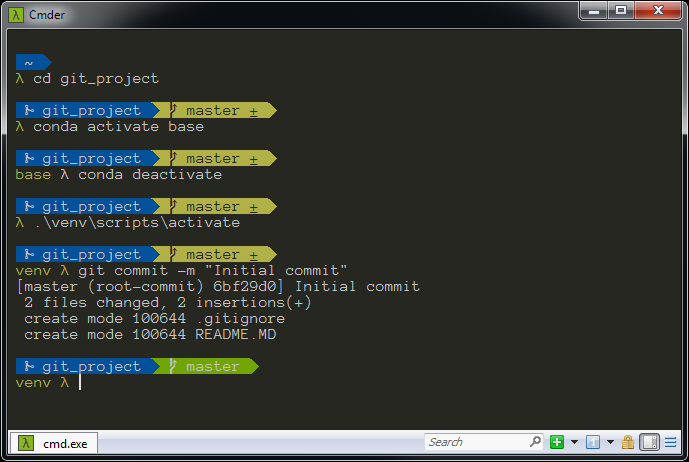 Cmder
~
λ cd git_project
git_project master ±
λ conda activate base
git_project master ±
base λ conda deactivate
git_project master ±
λ .\venv\scripts\activate
git_project master ±
venv λ git commit -m "Initial commit"
[master (root-commit) 6bf29d0] Initial commit
2 files changed, 2 insertions(+)
create mode 100644 .gitignore
create mode 100644 README.MD
git_project master
venv λ
λ cmd.exe
Search
1